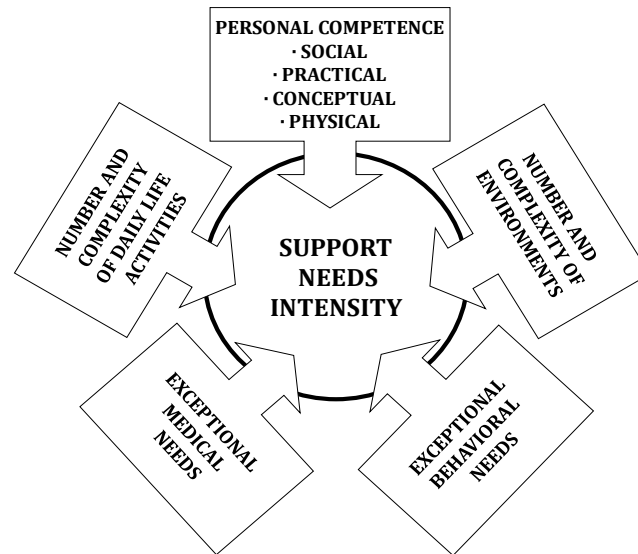 PERSONAL COMPETENCE
· SOCIAL
· PRACTICAL
· CONCEPTUAL
· PHYSICAL
NUMBER AND
COMPLEXITY
OF DAILY LIFE
ACTIVITIES
NUMBER AND
COMPLEXITY OF
ENVIRONMENTS
SUPPORT
NEEDS
INTENSITY
EXCEPTIONAL
MEDICAL
NEEDS
EXCEPTIONAL
BEHAVIORAL
NEEDS